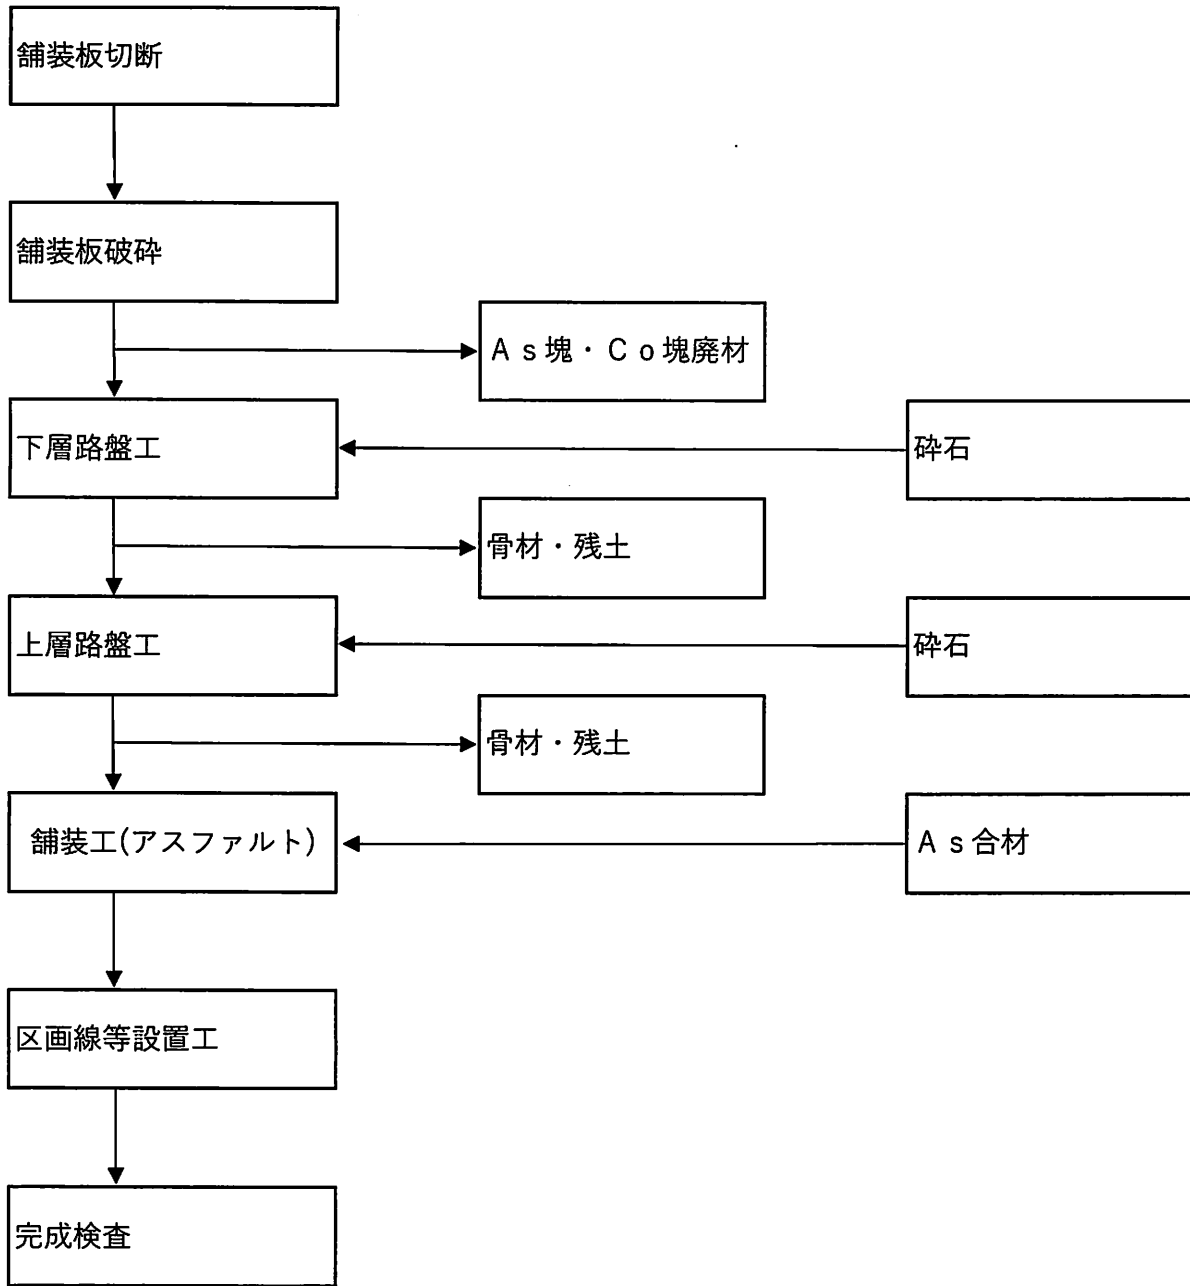 舗装板切断
舗装板破砕
Ａｓ塊・Ｃｏ塊廃材
下層路盤工
砕石
骨材・残土
上層路盤工
砕石
骨材・残土
舗装工(アスファルト)
Ａｓ合材
区画線等設置工
完成検査